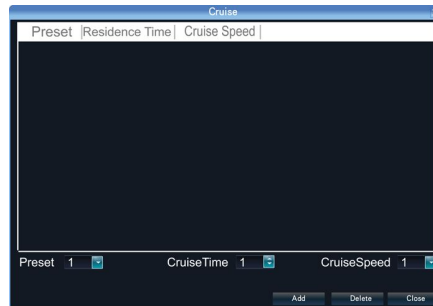 Cruise
Preset |Residence Time| Cruise Speed |
Preset 1 CruiseTime 1 CruiseSpeed 1
Add Delete Close